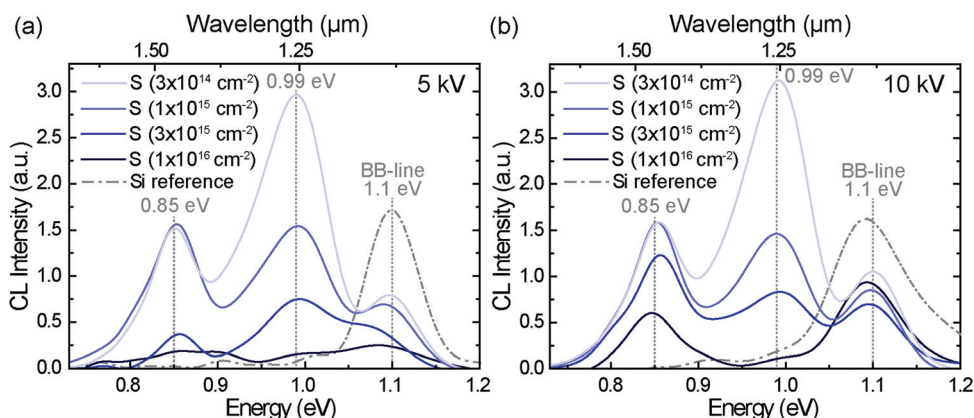 (a)
Wavelength (µm)
1.50
1.25
S (3x10¹⁴ cm⁻²)
S (1x10¹⁵ cm⁻²)
S (3x10¹⁵ cm⁻²)
S (1x10¹⁶ cm⁻²)
Si reference
0.85 eV
0.99 eV
5 kV
BB-line
1.1 eV
CL Intensity (a.u.)
3.0
2.5
2.0
1.5
1.0
0.5
0.0
0.8
0.9
1.0
1.1
1.2
Energy (eV)
(b)
Wavelength (µm)
1.50
1.25
S (3x10¹⁴ cm⁻²)
S (1x10¹⁵ cm⁻²)
S (3x10¹⁵ cm⁻²)
S (1x10¹⁶ cm⁻²)
Si reference
0.85 eV
0.99 eV
10 kV
BB-line
1.1 eV
CL Intensity (a.u.)
3.0
2.5
2.0
1.5
1.0
0.5
0.0
0.8
0.9
1.0
1.1
1.2
Energy (eV)